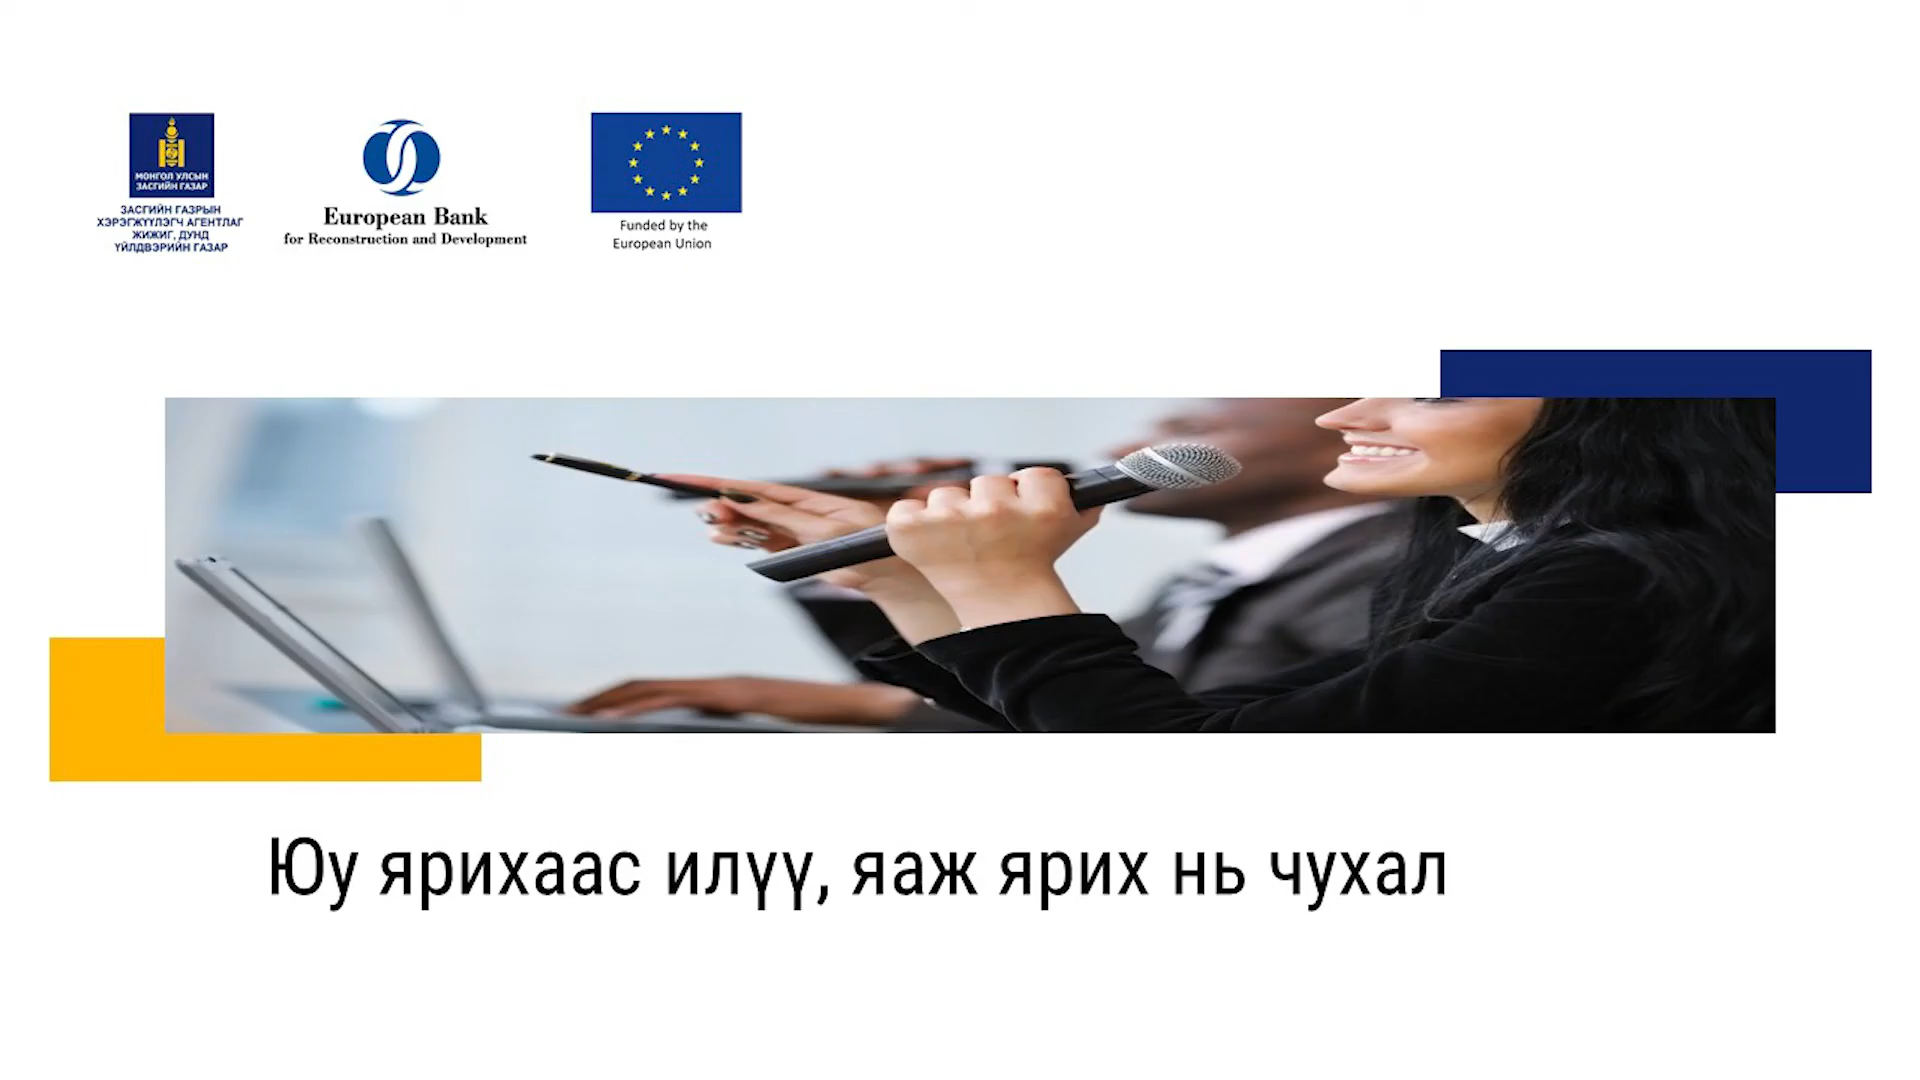 МОНГОЛ УЛСЫН
ЗАСГИЙН ГАЗАР
ЗАСГИЙН ГАЗРЫН
ХЭРЭГЖҮҮЛЭГЧ АГЕНТЛАГ
ЖИЖИГ, ДУНД
ҮЙЛДВЭРИЙН ГАЗАР
European Bank
for Reconstruction and Development
Funded by the
European Union
Юу ярихаас илүү, яаж ярих нь чухал